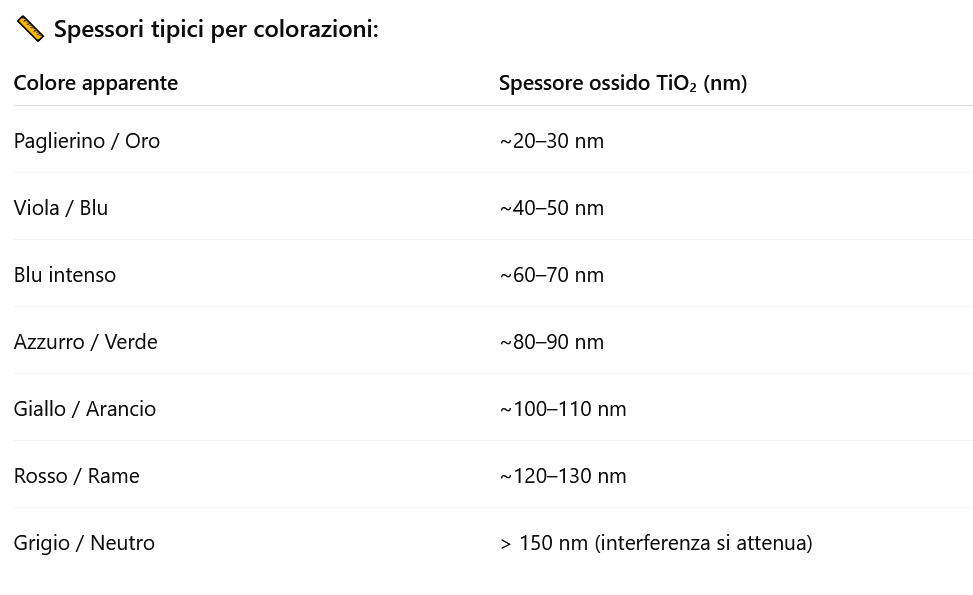 📏 Spessori tipici per colorazioni:
Colore apparente Spessore ossido TiO₂ (nm)
Paglierino / Oro ~20–30 nm
Viola / Blu ~40–50 nm
Blu intenso ~60–70 nm
Azzurro / Verde ~80–90 nm
Giallo / Arancio ~100–110 nm
Rosso / Rame ~120–130 nm
Grigio / Neutro > 150 nm (interferenza si attenua)